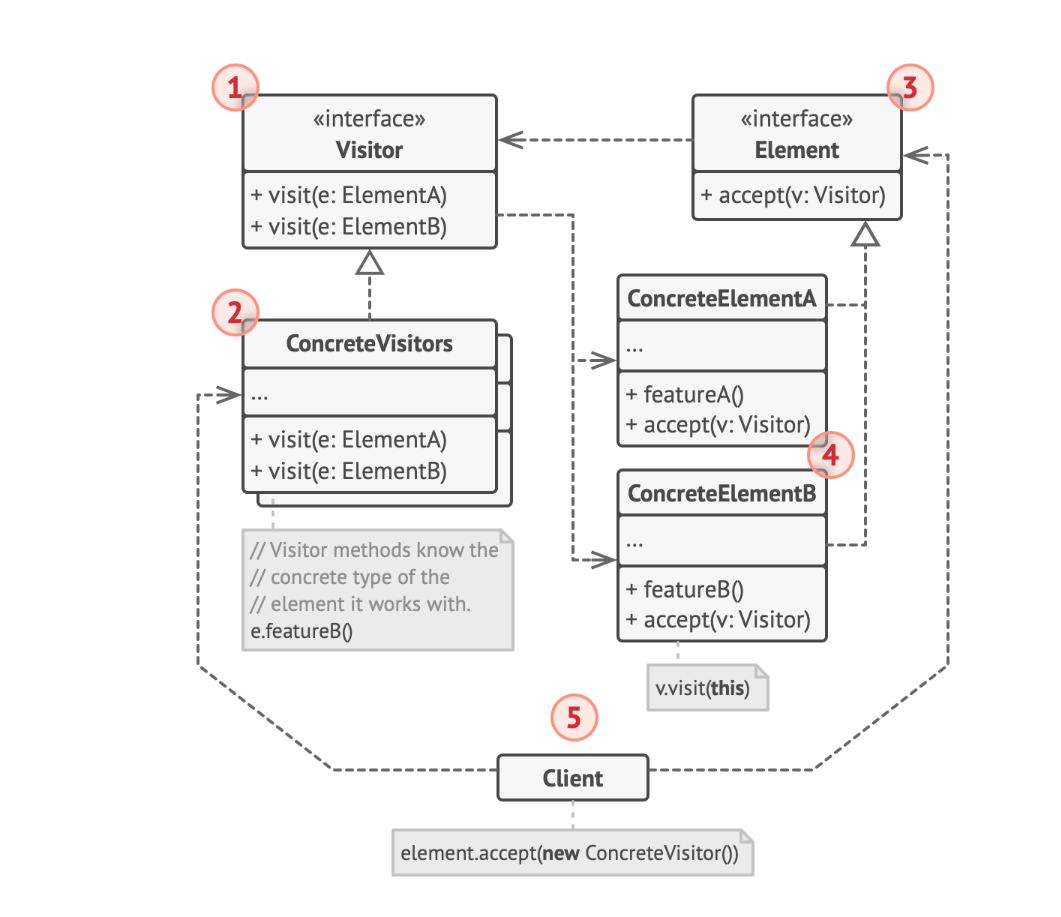 1
«interface»
Visitor
+ visit(e: ElementA)
+ visit(e: ElementB)
3
«interface»
Element
+ accept(v: Visitor)
2
ConcreteVisitors
...
+ visit(e: ElementA)
+ visit(e: ElementB)
// Visitor methods know the
// concrete type of the
// element it works with.
e.featureB()
ConcreteElementA
...
+ featureA()
+ accept(v: Visitor)
4
ConcreteElementB
...
+ featureB()
+ accept(v: Visitor)
v.visit(this)
5
Client
element.accept(new ConcreteVisitor())